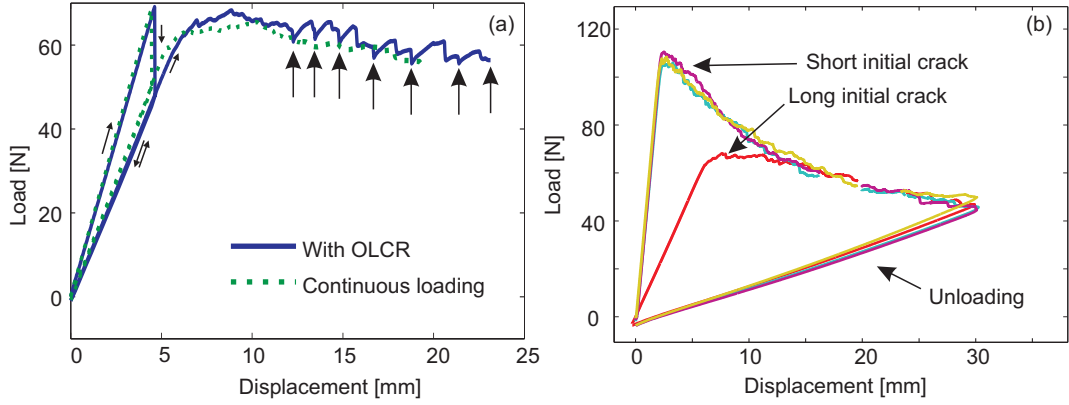 (a)
Load [N]
60
40
20
0
With OLCR
Continuous loading
0
5
10
15
20
25
Displacement [mm]
(b)
Load [N]
120
80
40
0
Short initial crack
Long initial crack
Unloading
0
10
20
30
Displacement [mm]